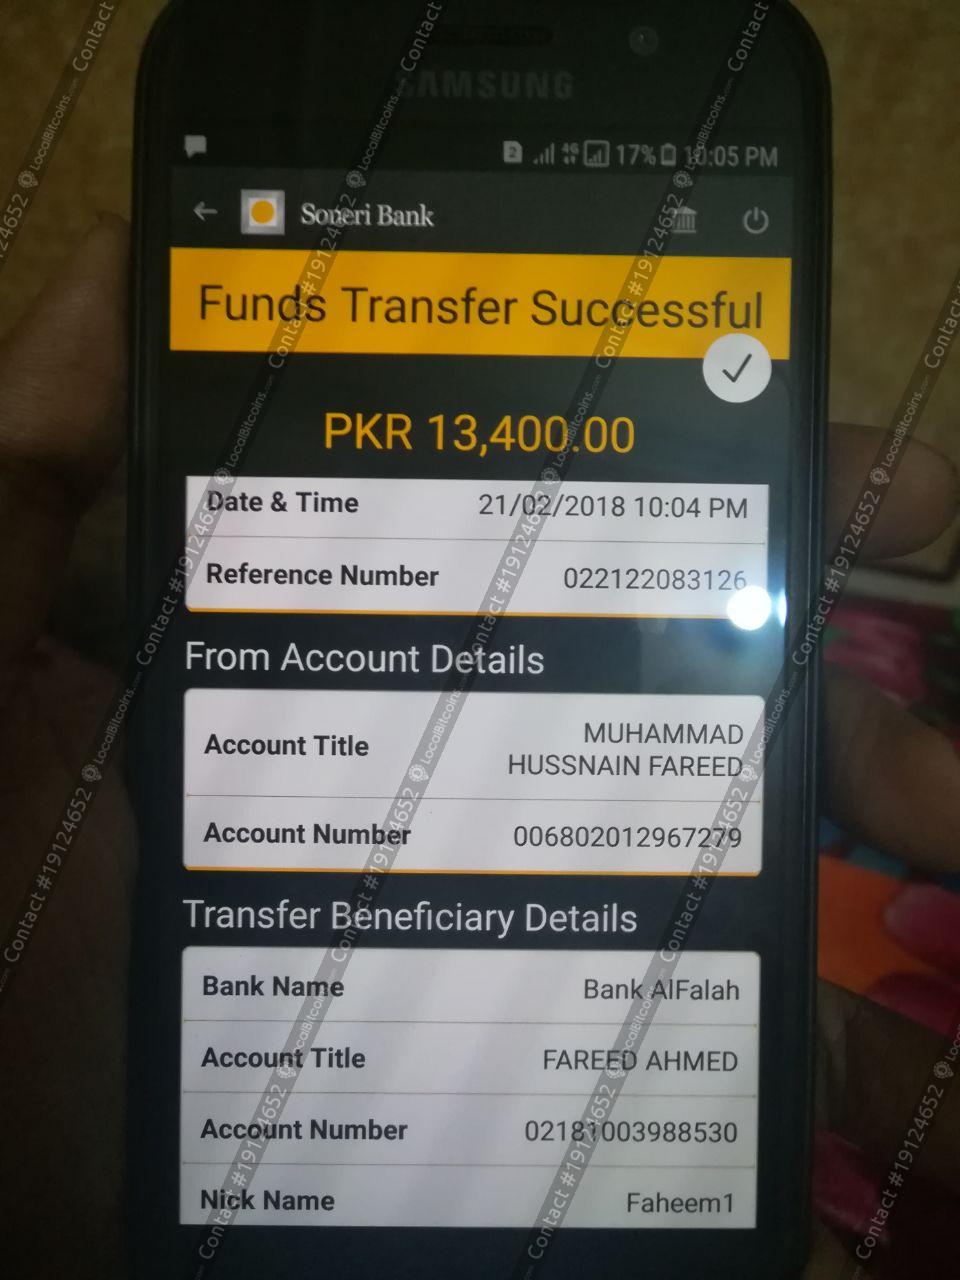 SAMSUNG
2 4G 17% 10:05 PM
Soneri Bank
Funds Transfer Successful
PKR 13,400.00
Date & Time 21/02/2018 10:04 PM
Reference Number 022122083126
From Account Details
Account Title MUHAMMAD
HUSSNAIN FAREED
Account Number 006802012967279
Transfer Beneficiary Details
Bank Name Bank AlFalah
Account Title FAREED AHMED
Account Number 02181003988530
Nick Name Faheem1
Contact #19124652 LocalBitcoins.com